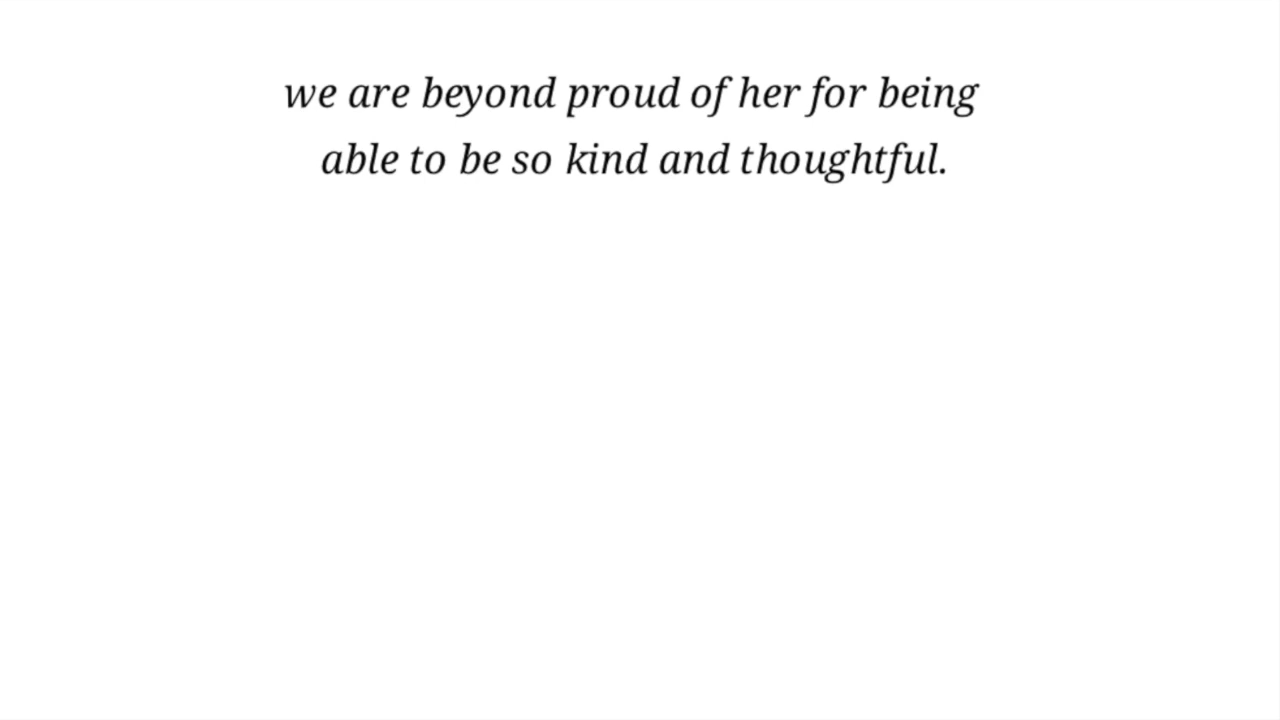 we are beyond proud of her for being
able to be so kind and thoughtful.